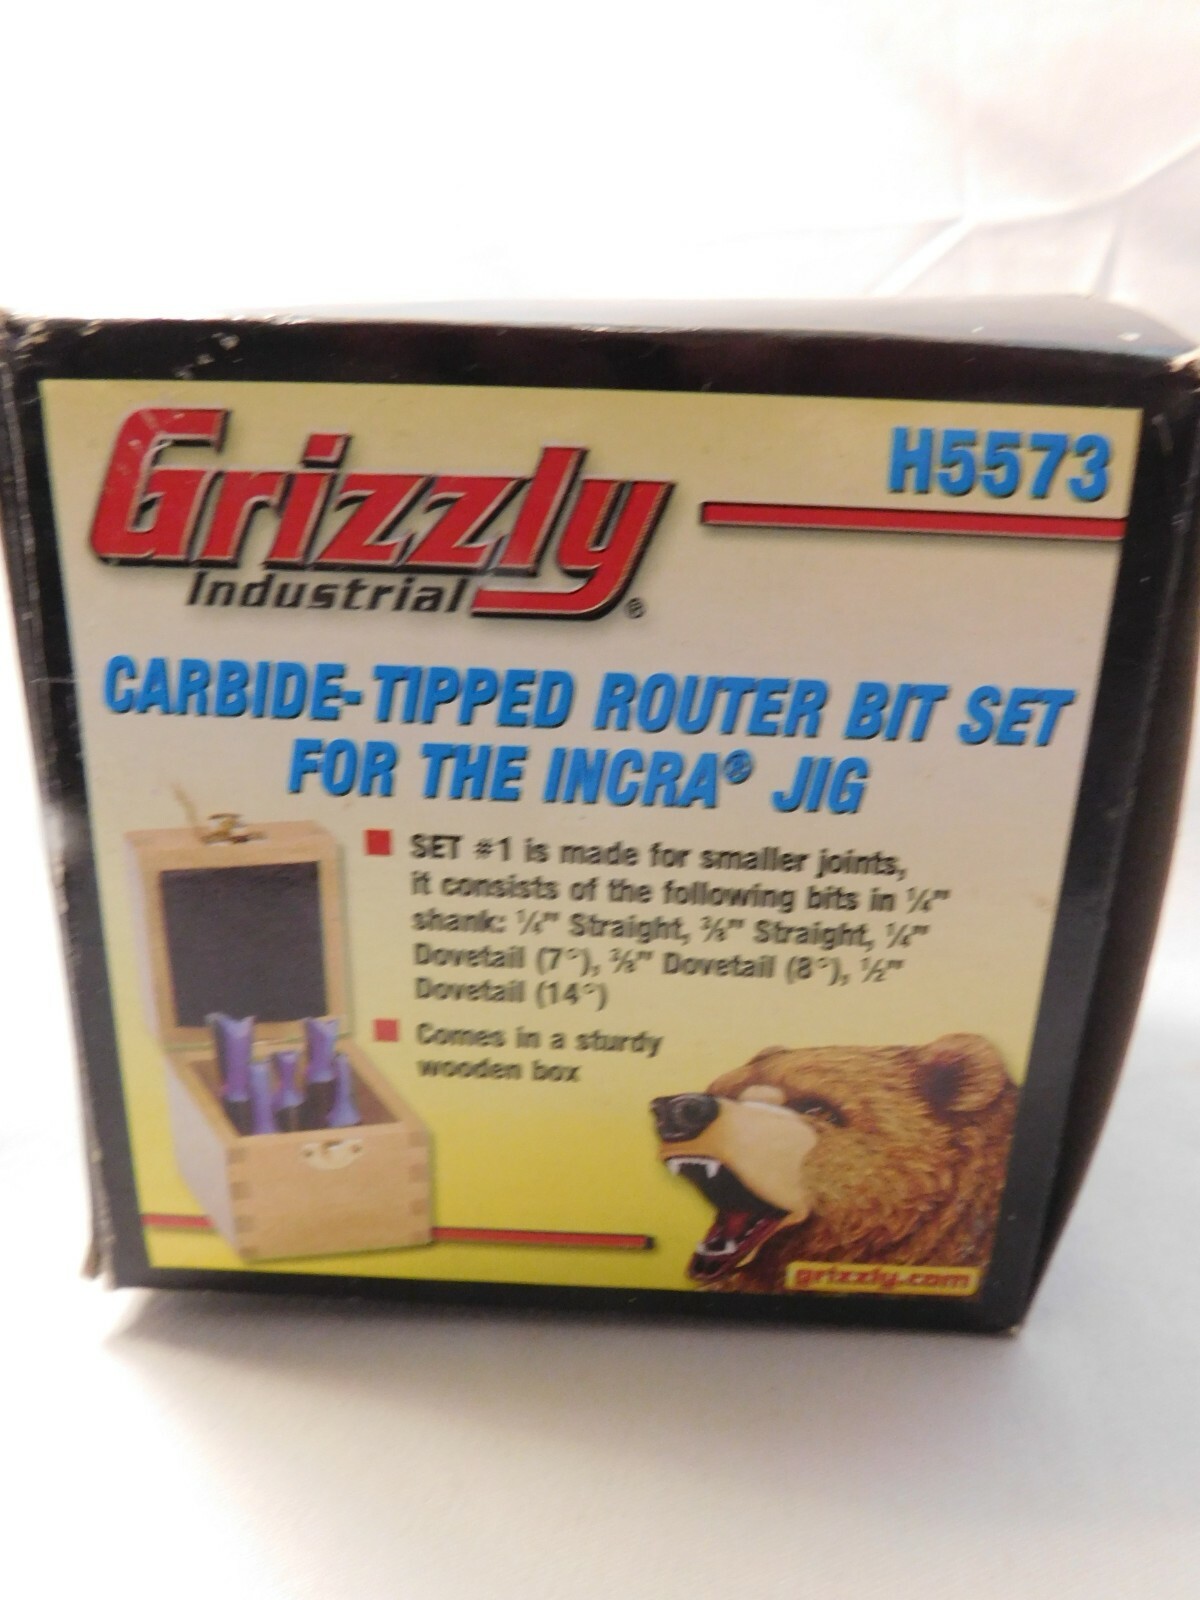 Grizzly
Industrial®
H5573
CARBIDE-TIPPED ROUTER BIT SET
FOR THE INCRA® JIG
SET #1 is made for smaller joints,
it consists of the following bits in ¼"
shank: ¼" Straight, ⅜" Straight, ¼"
Dovetail (7°), ⅜" Dovetail (8°), ½"
Dovetail (14°)
Comes in a sturdy
wooden box
grizzly.com